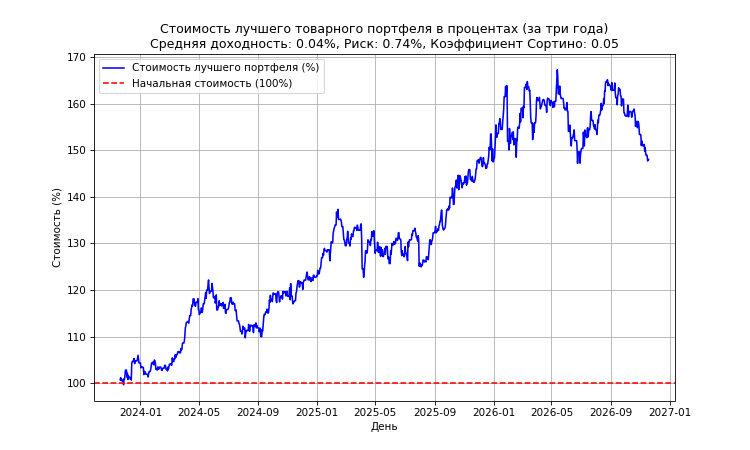 Стоимость лучшего товарного портфеля в процентах (за три года)
Средняя доходность: 0.04%, Риск: 0.74%, Коэффициент Сортино: 0.05
170
160
150
140
130
120
110
100
Стоимость (%)
Стоимость лучшего портфеля (%)
Начальная стоимость (100%)
2024-01 2024-05 2024-09 2025-01 2025-05 2025-09 2026-01 2026-05 2026-09 2027-01
День